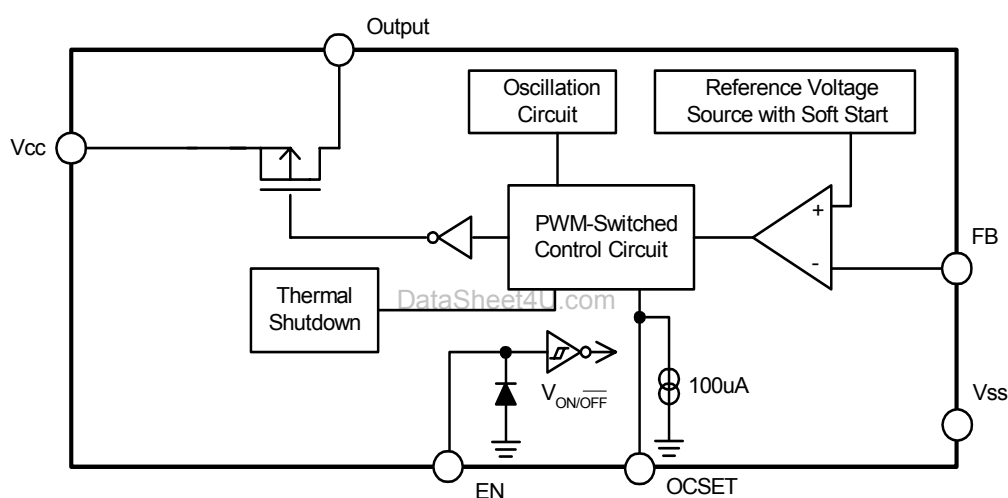 Output
Oscillation
Circuit
Reference Voltage
Source with Soft Start
Vcc
+
PWM-Switched
Control Circuit
-
FB
Thermal
Shutdown
DataSheet4U.com
VON/OFF
100uA
Vss
EN
OCSET